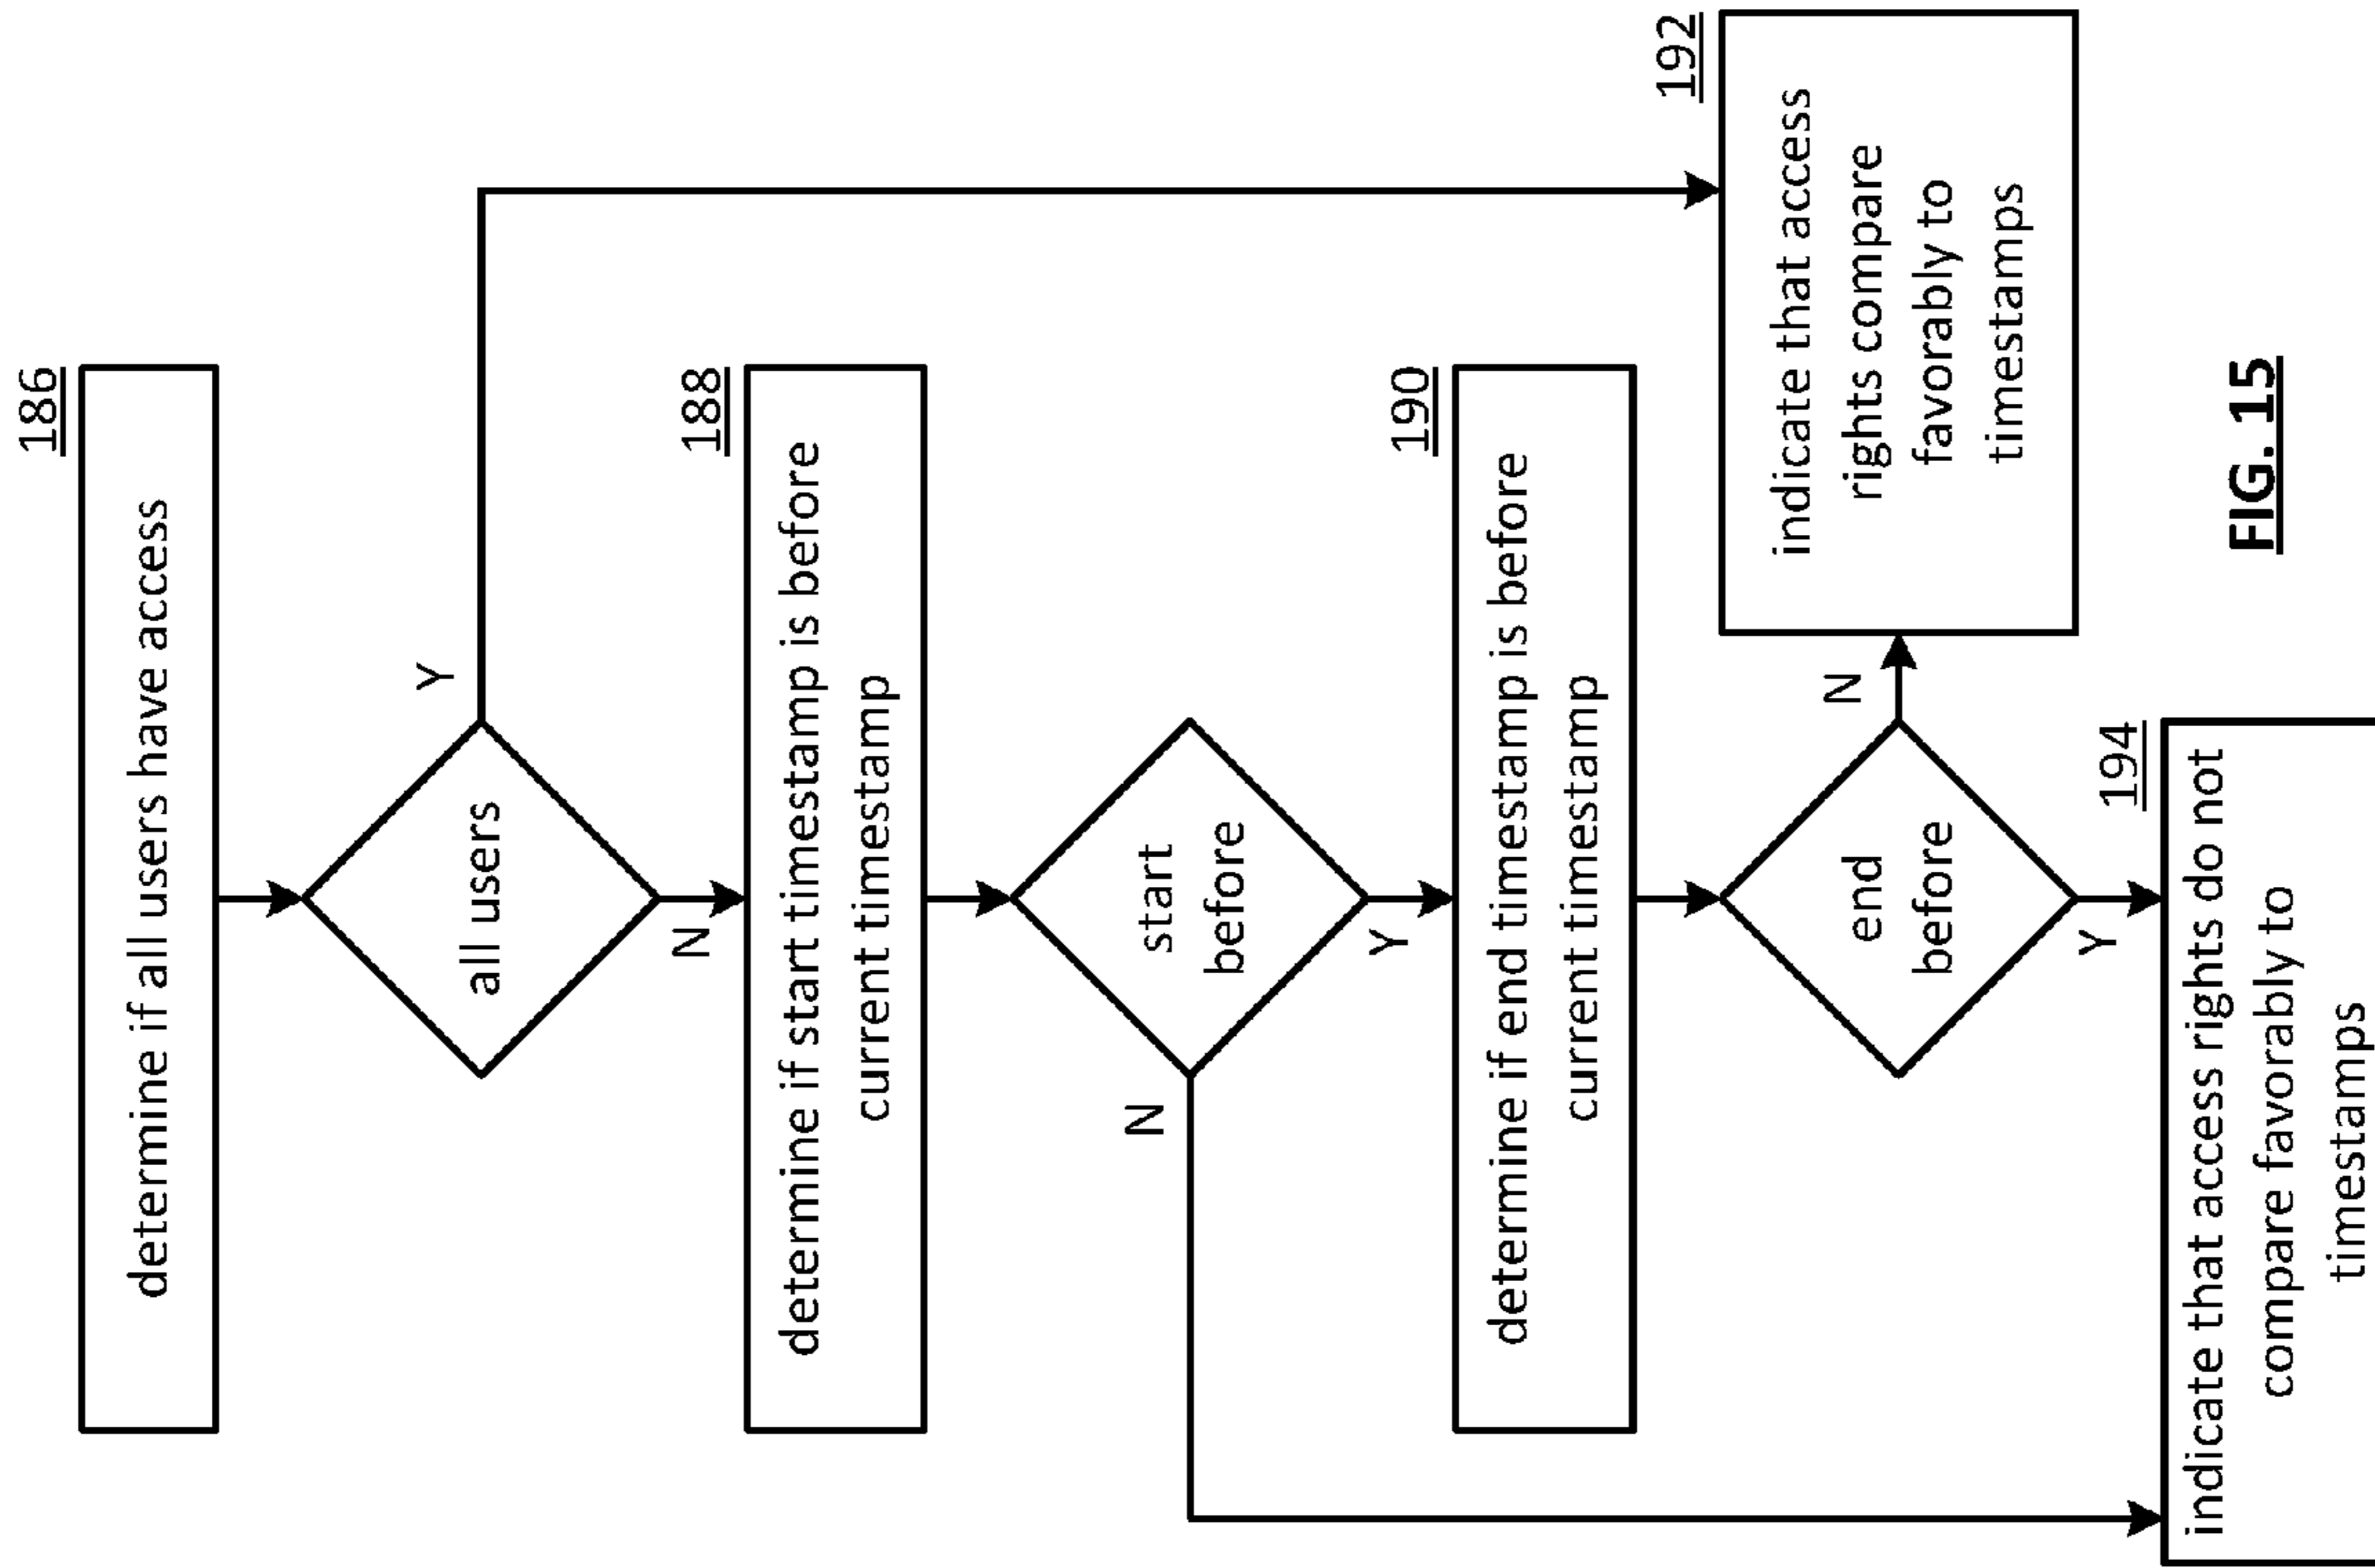 186
determine if all users have access
all users
Y
N
188
determine if start timestamp is before
current timestamp
start
before
N
Y
190
determine if end timestamp is before
current timestamp
end
before
N
Y
192
indicate that access
rights compare
favorably to
timestamps
194
indicate that access rights do not
compare favorably to
timestamps
FIG. 15